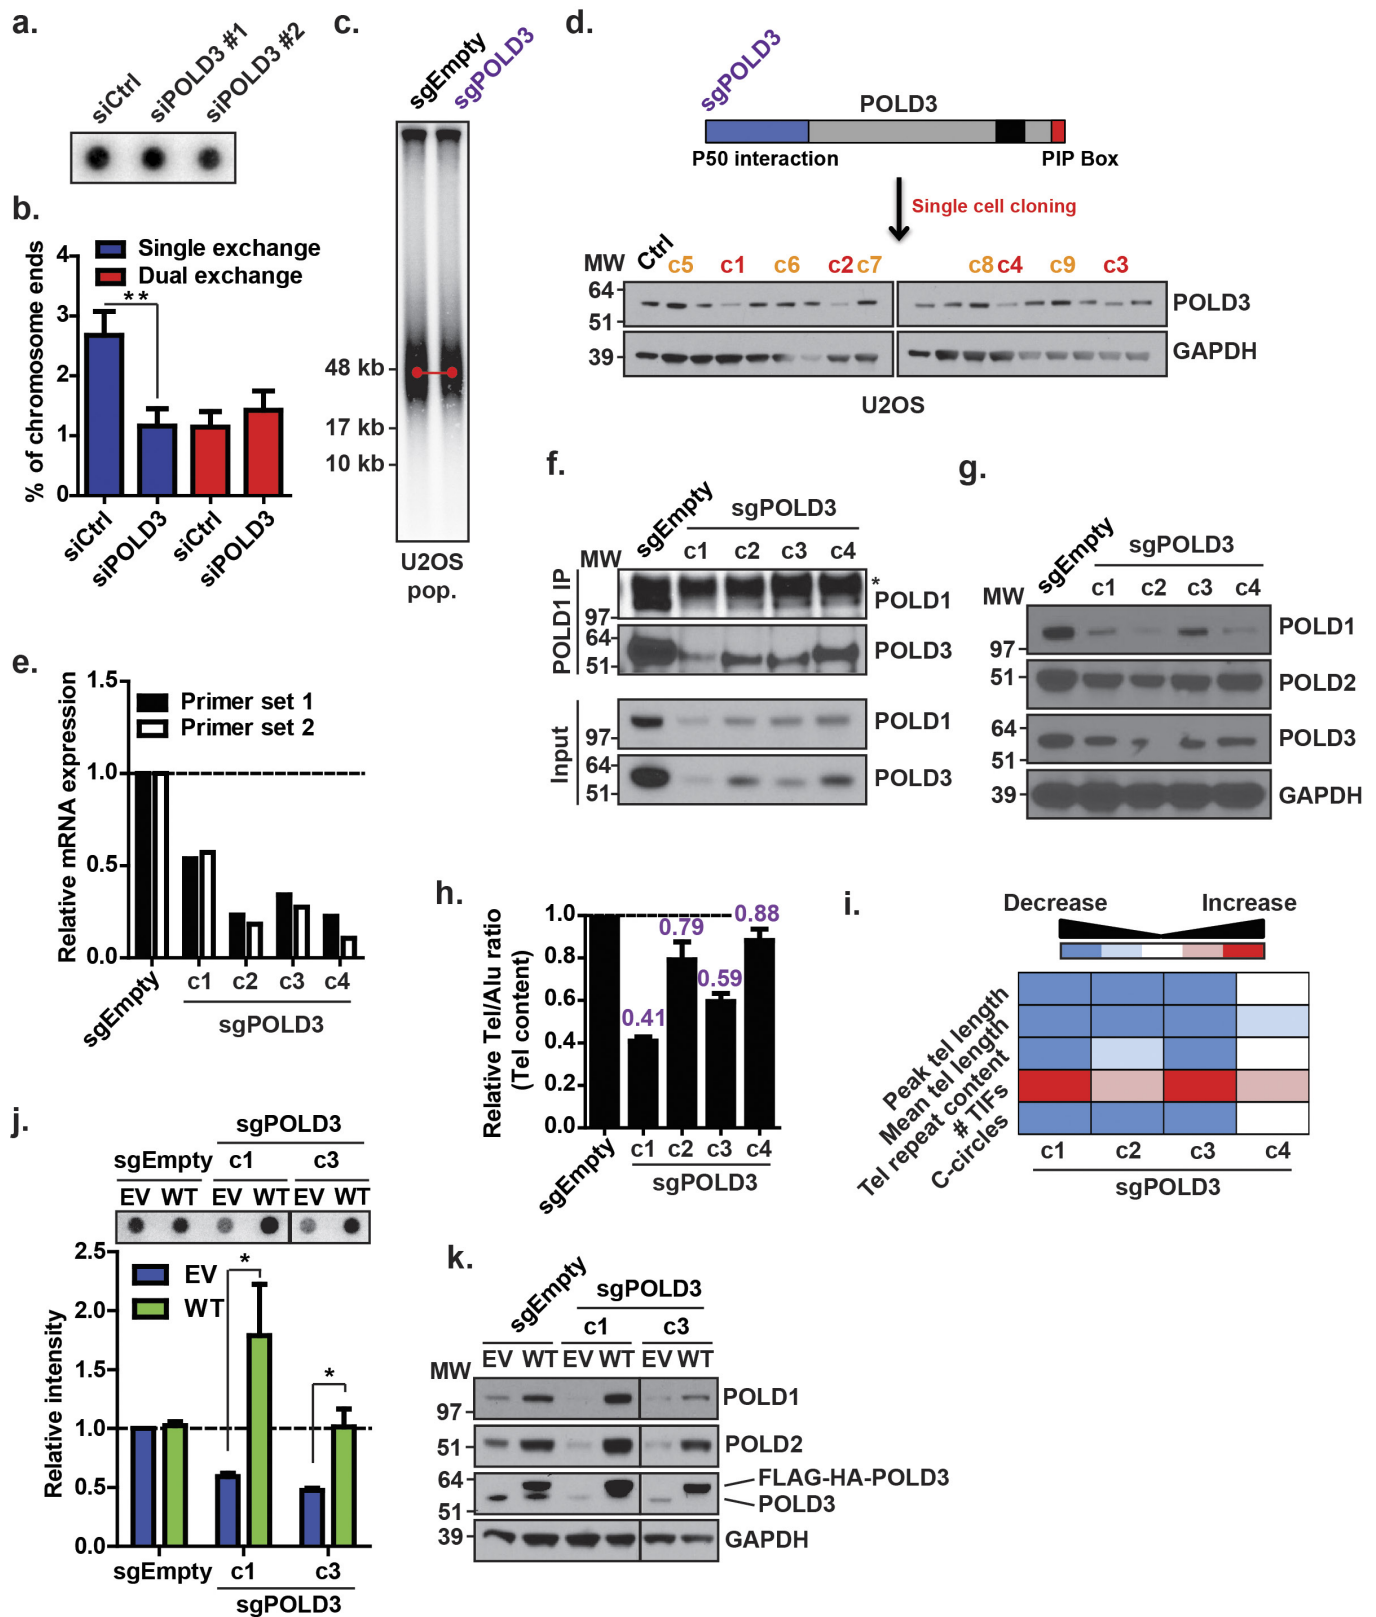 a.
siCtrl
siPOLD3 #1
siPOLD3 #2
b.
Single exchange
Dual exchange
% of chromosome ends
4
3
2
1
0
**
siCtrl
siPOLD3
siCtrl
siPOLD3
c.
sgEmpty
sgPOLD3
48 kb
17 kb
10 kb
U2OS
pop.
d.
sgPOLD3
POLD3
P50 interaction
PIP Box
Single cell cloning
MW Ctrl c5 c1 c6 c2 c7 c8 c4 c9 c3
64
51
POLD3
39
GAPDH
U2OS
e.
Relative mRNA expression
1.5
1.0
0.5
0.0
Primer set 1
Primer set 2
sgEmpty
c1 c2 c3 c4
sgPOLD3
f.
sgEmpty
sgPOLD3
MW c1 c2 c3 c4
POLD1 IP
*
POLD1
97
64
51
POLD3
Input
POLD1
97
64
51
POLD3
g.
sgEmpty
sgPOLD3
MW c1 c2 c3 c4
POLD1
97
51
POLD2
64
51
POLD3
39
GAPDH
h.
Relative Tel/Alu ratio
(Tel content)
1.0
0.8
0.6
0.4
0.2
0.0
0.41
0.79
0.59
0.88
sgEmpty
c1 c2 c3 c4
sgPOLD3
i.
Decrease Increase
Peak tel length
Mean tel length
Tel repeat content
# TIFs
C-circles
c1 c2 c3 c4
sgPOLD3
j.
sgPOLD3
sgEmpty c1 c3
EV WT EV WT EV WT
Relative intensity
2.5
2.0
1.5
1.0
0.5
0.0
EV
WT
*
*
sgEmpty c1 c3
sgPOLD3
k.
sgEmpty
sgPOLD3
c1 c3
EV WT EV WT EV WT
MW
POLD1
97
51
POLD2
64
51
FLAG-HA-POLD3
POLD3
39
GAPDH